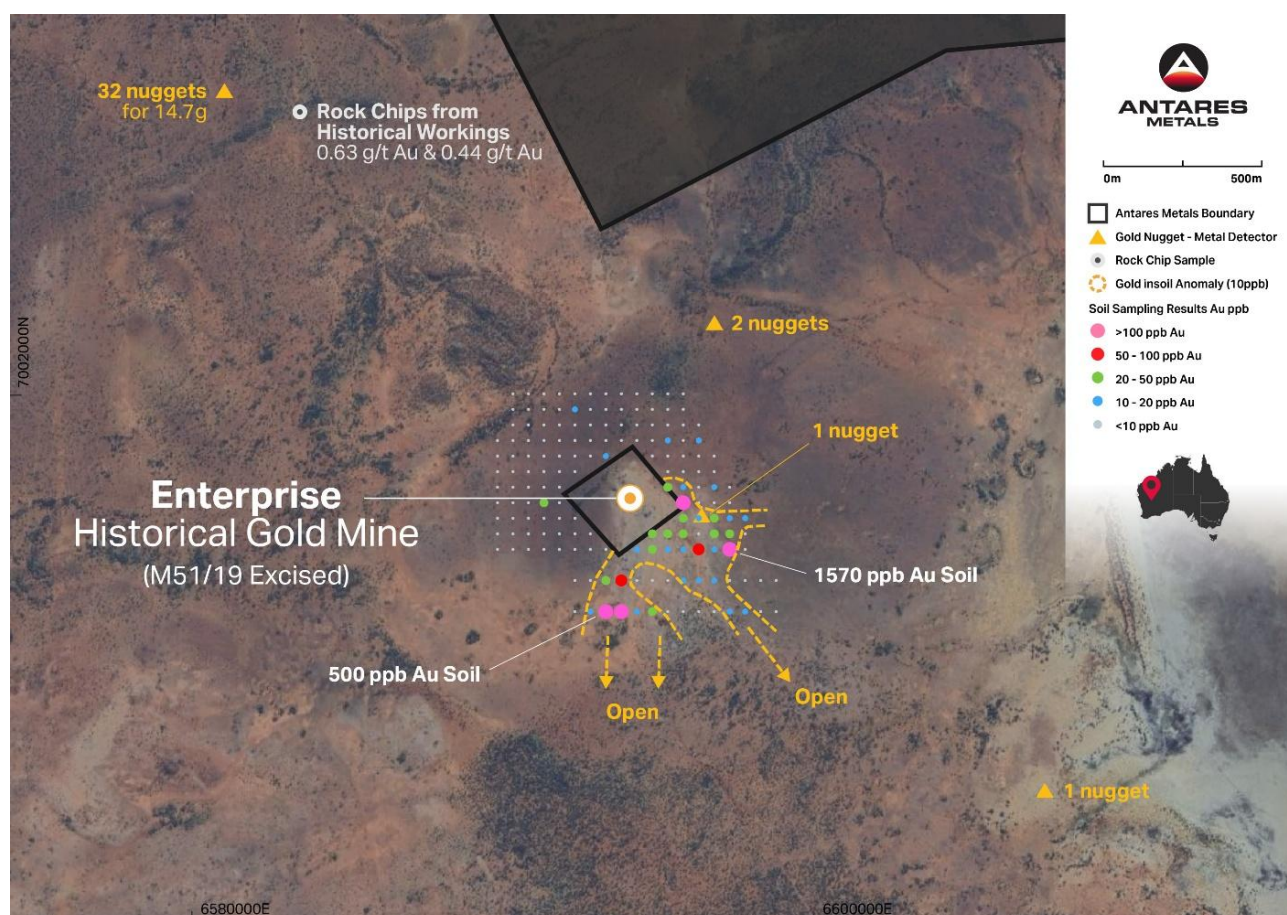 32 nuggets
for 14.7g
Rock Chips from
Historical Workings
0.63 g/t Au & 0.44 g/t Au
7002000N
2 nuggets
1 nugget
Enterprise
Historical Gold Mine
(M51/19 Excised)
1570 ppb Au Soil
500 ppb Au Soil
Open
Open
1 nugget
6580000E
6600000E
ANTARES
METALS
0m
500m
Antares Metals Boundary
Gold Nugget - Metal Detector
Rock Chip Sample
Gold insoil Anomaly (10ppb)
Soil Sampling Results Au ppb
>100 ppb Au
50 - 100 ppb Au
20 - 50 ppb Au
10 - 20 ppb Au
<10 ppb Au